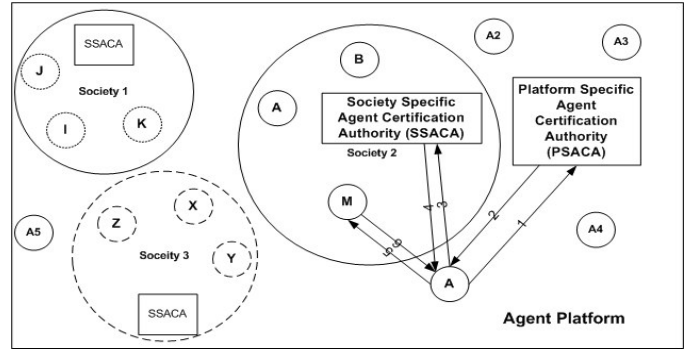 SSACA
J
Society 1
I
K
A2
A3
B
A
Society Specific
Agent Certification
Authority (SSACA)
Society 2
Platform Specific
Agent
Certification
Authority
(PSACA)
M
4
3
2
1
5
6
A
A4
A5
X
Z
Soceity 3
Y
SSACA
Agent Platform